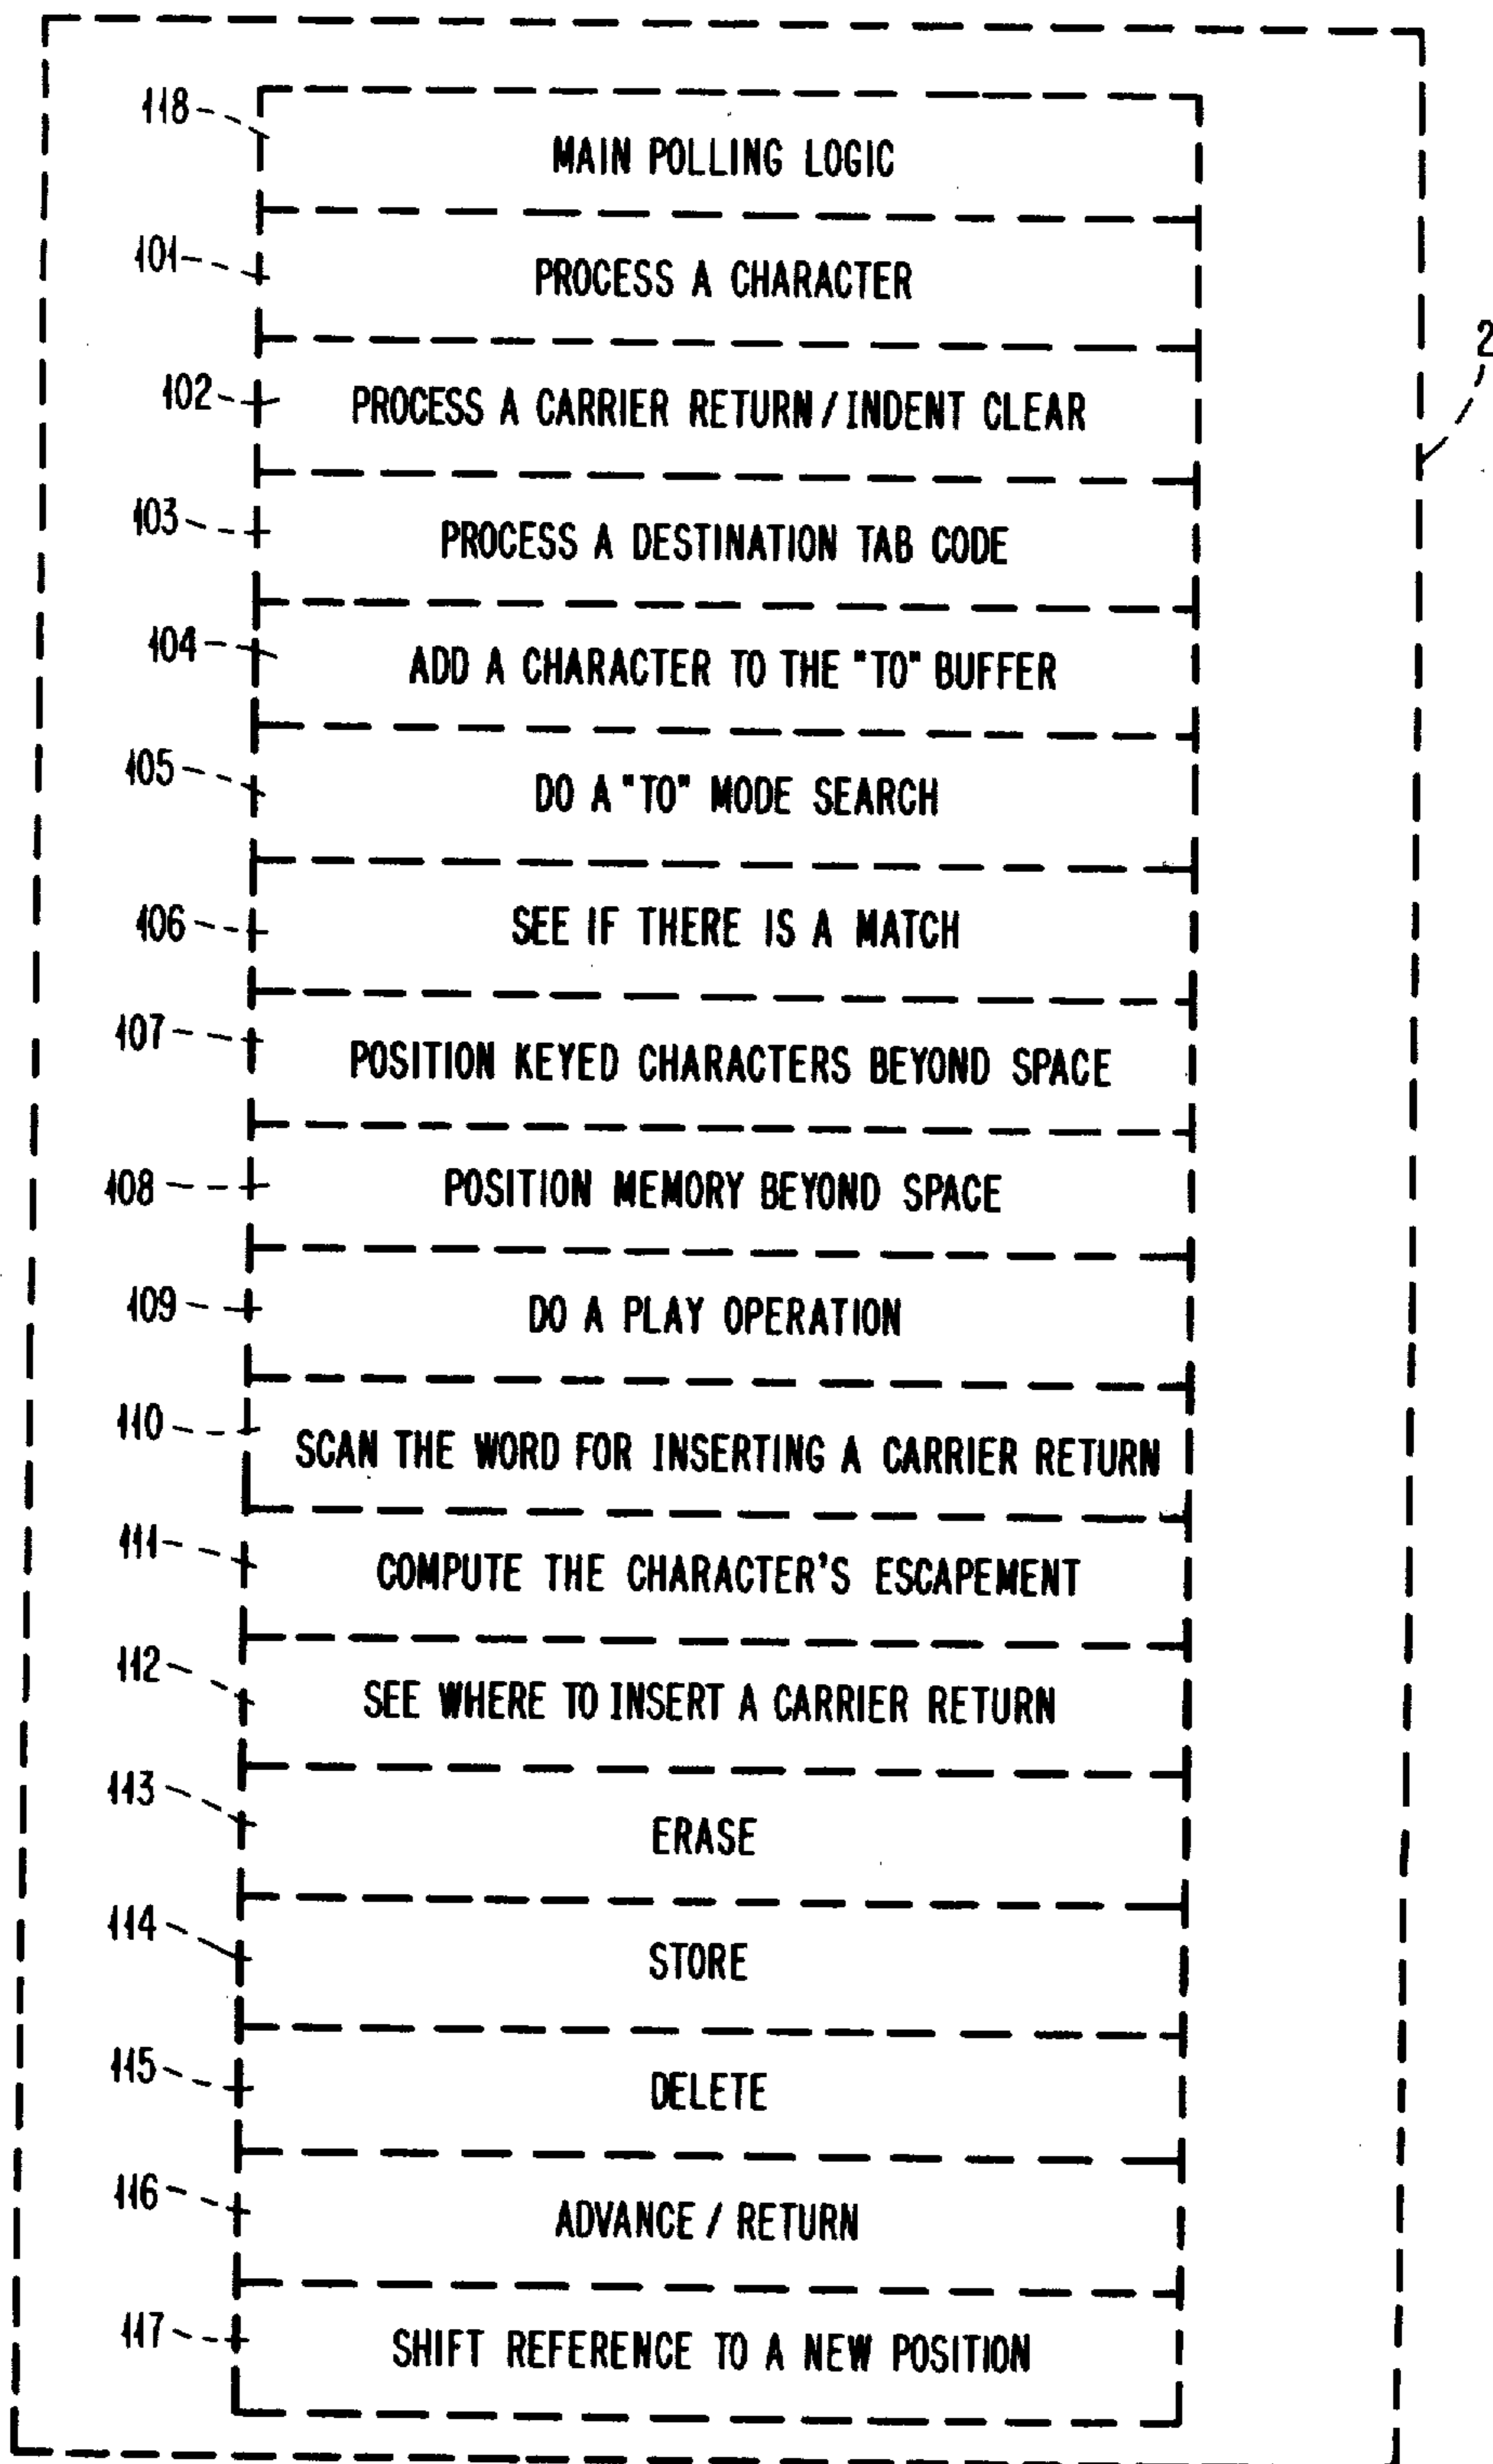 118 MAIN POLLING LOGIC
101 PROCESS A CHARACTER
2
102 PROCESS A CARRIER RETURN / INDENT CLEAR
103 PROCESS A DESTINATION TAB CODE
104 ADD A CHARACTER TO THE "TO" BUFFER
105 DO A "TO" MODE SEARCH
106 SEE IF THERE IS A MATCH
107 POSITION KEYED CHARACTERS BEYOND SPACE
108 POSITION MEMORY BEYOND SPACE
109 DO A PLAY OPERATION
110 SCAN THE WORD FOR INSERTING A CARRIER RETURN
111 COMPUTE THE CHARACTER'S ESCAPEMENT
112 SEE WHERE TO INSERT A CARRIER RETURN
113 ERASE
114 STORE
115 DELETE
116 ADVANCE / RETURN
117 SHIFT REFERENCE TO A NEW POSITION